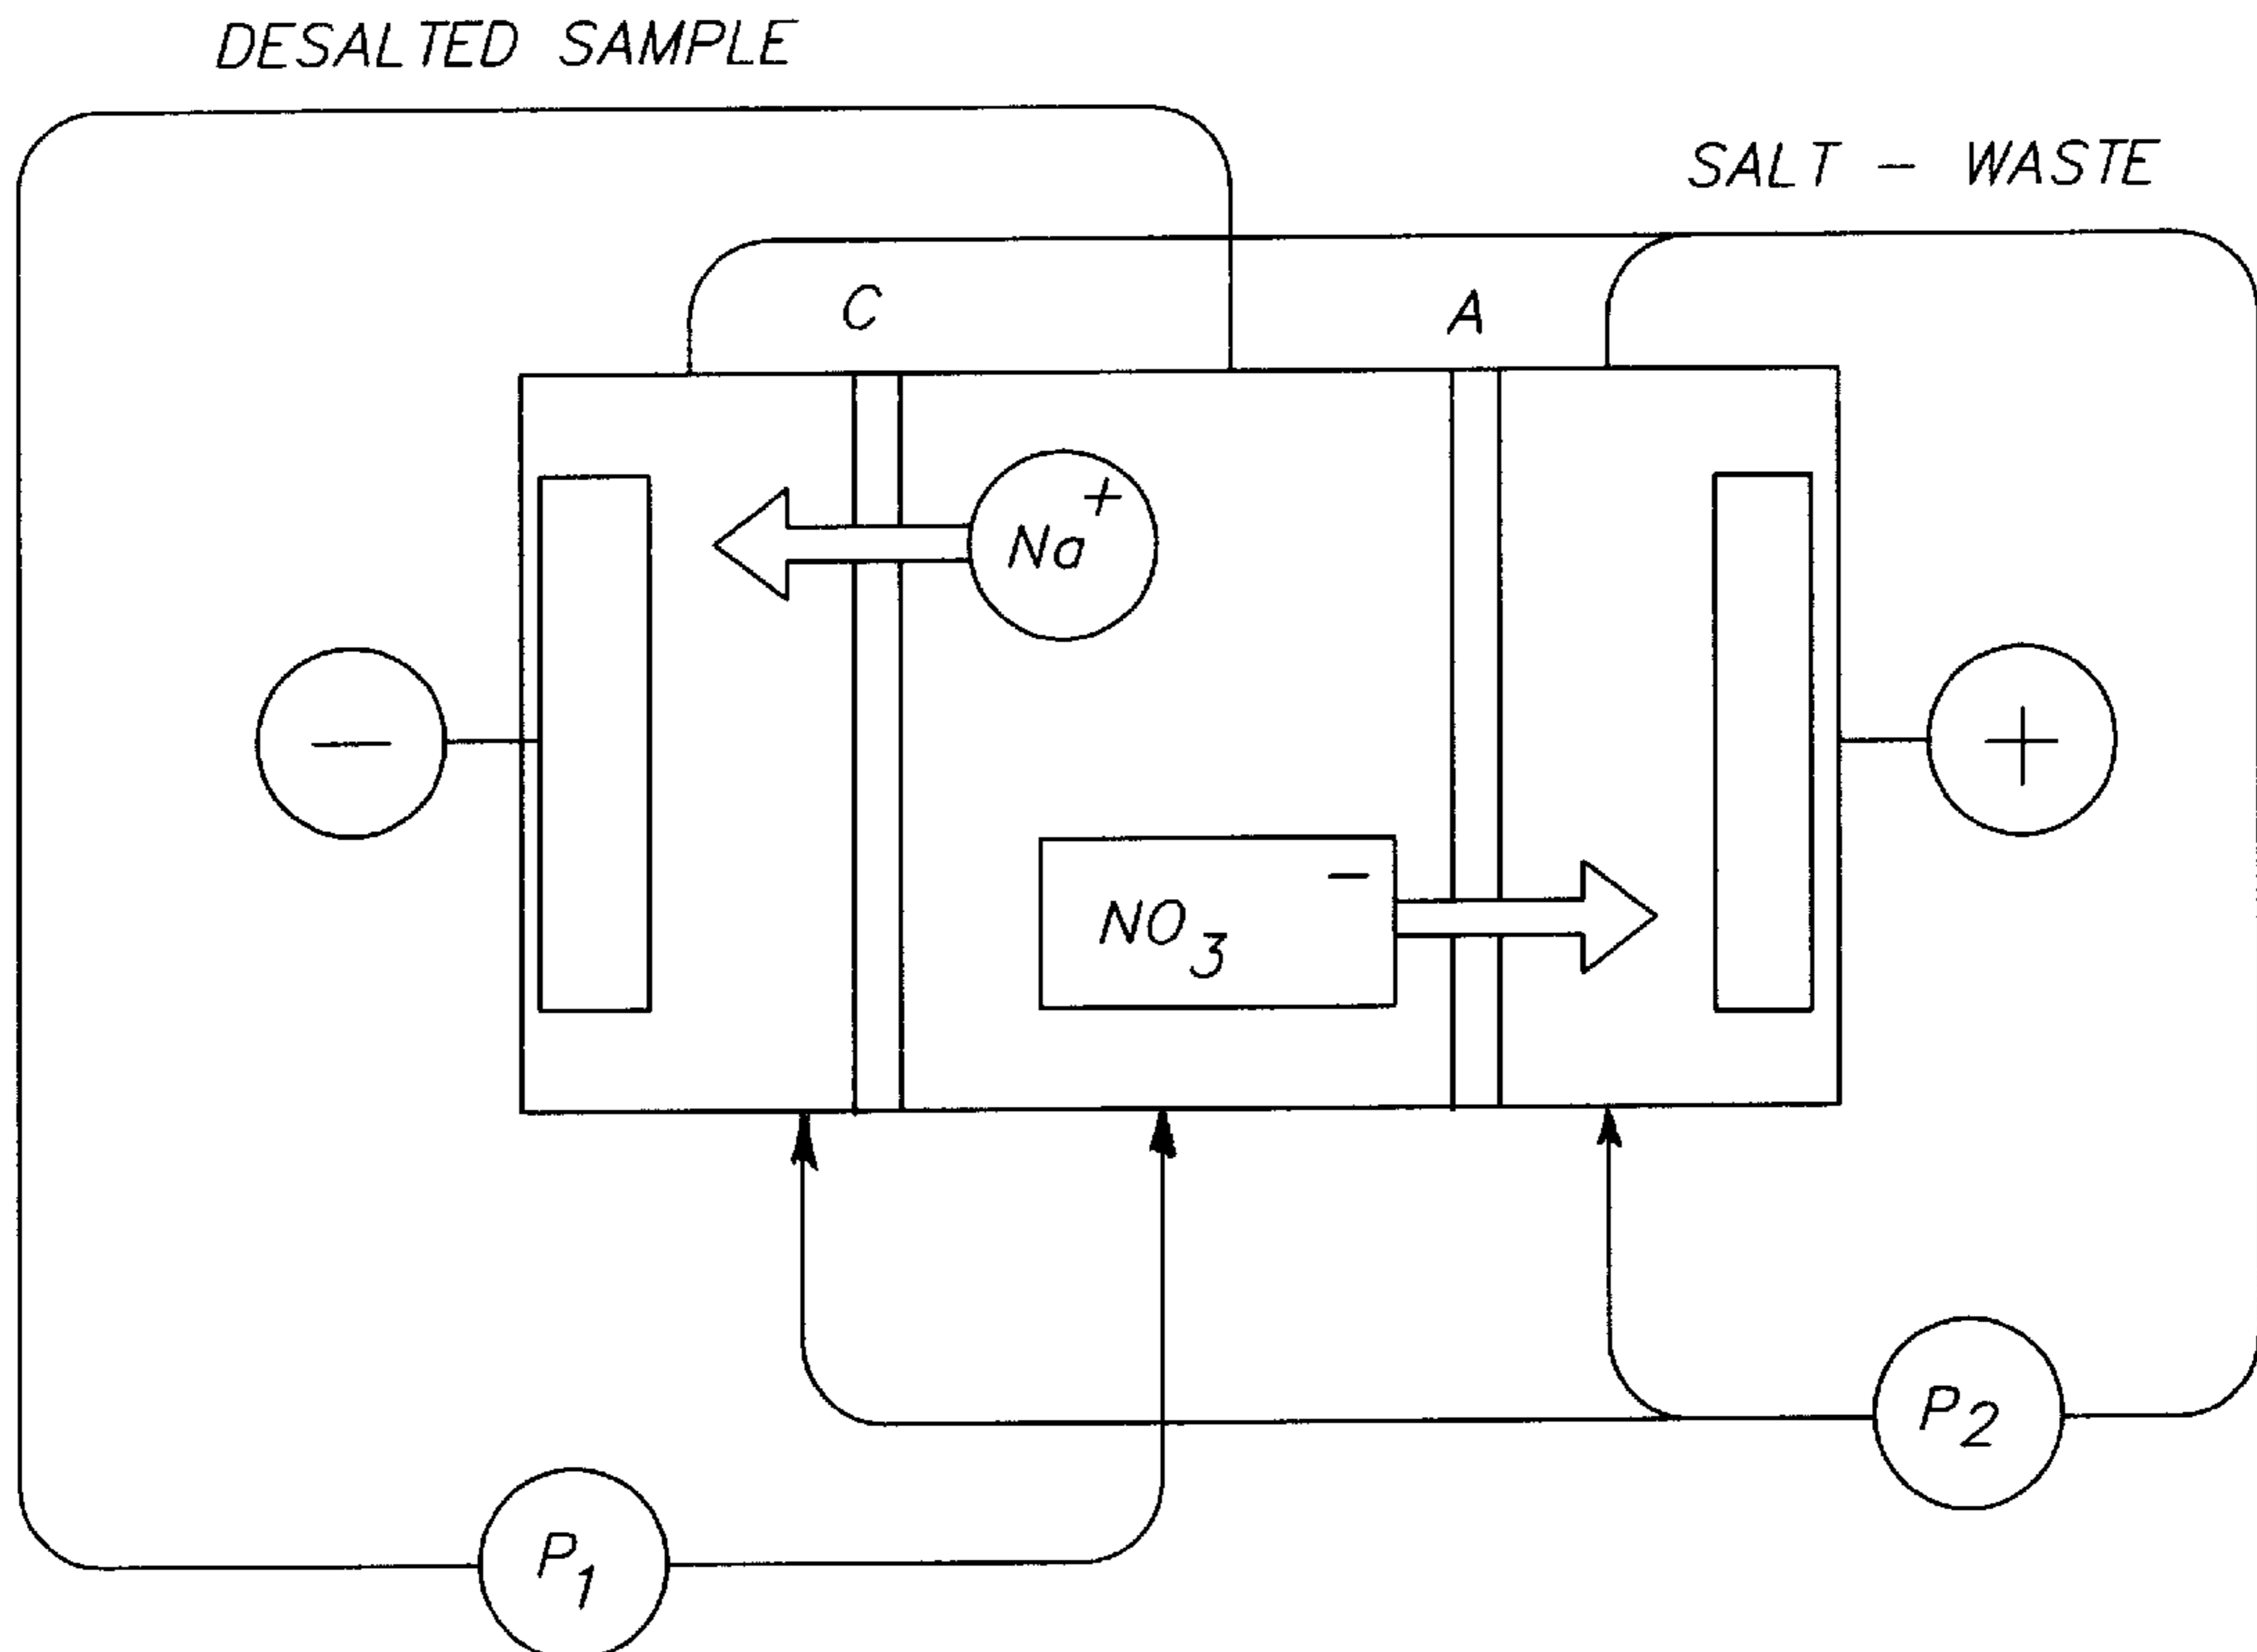 DESALTED SAMPLE
SALT - WASTE
C
A
Na+
-
+
NO3-
P2
P1